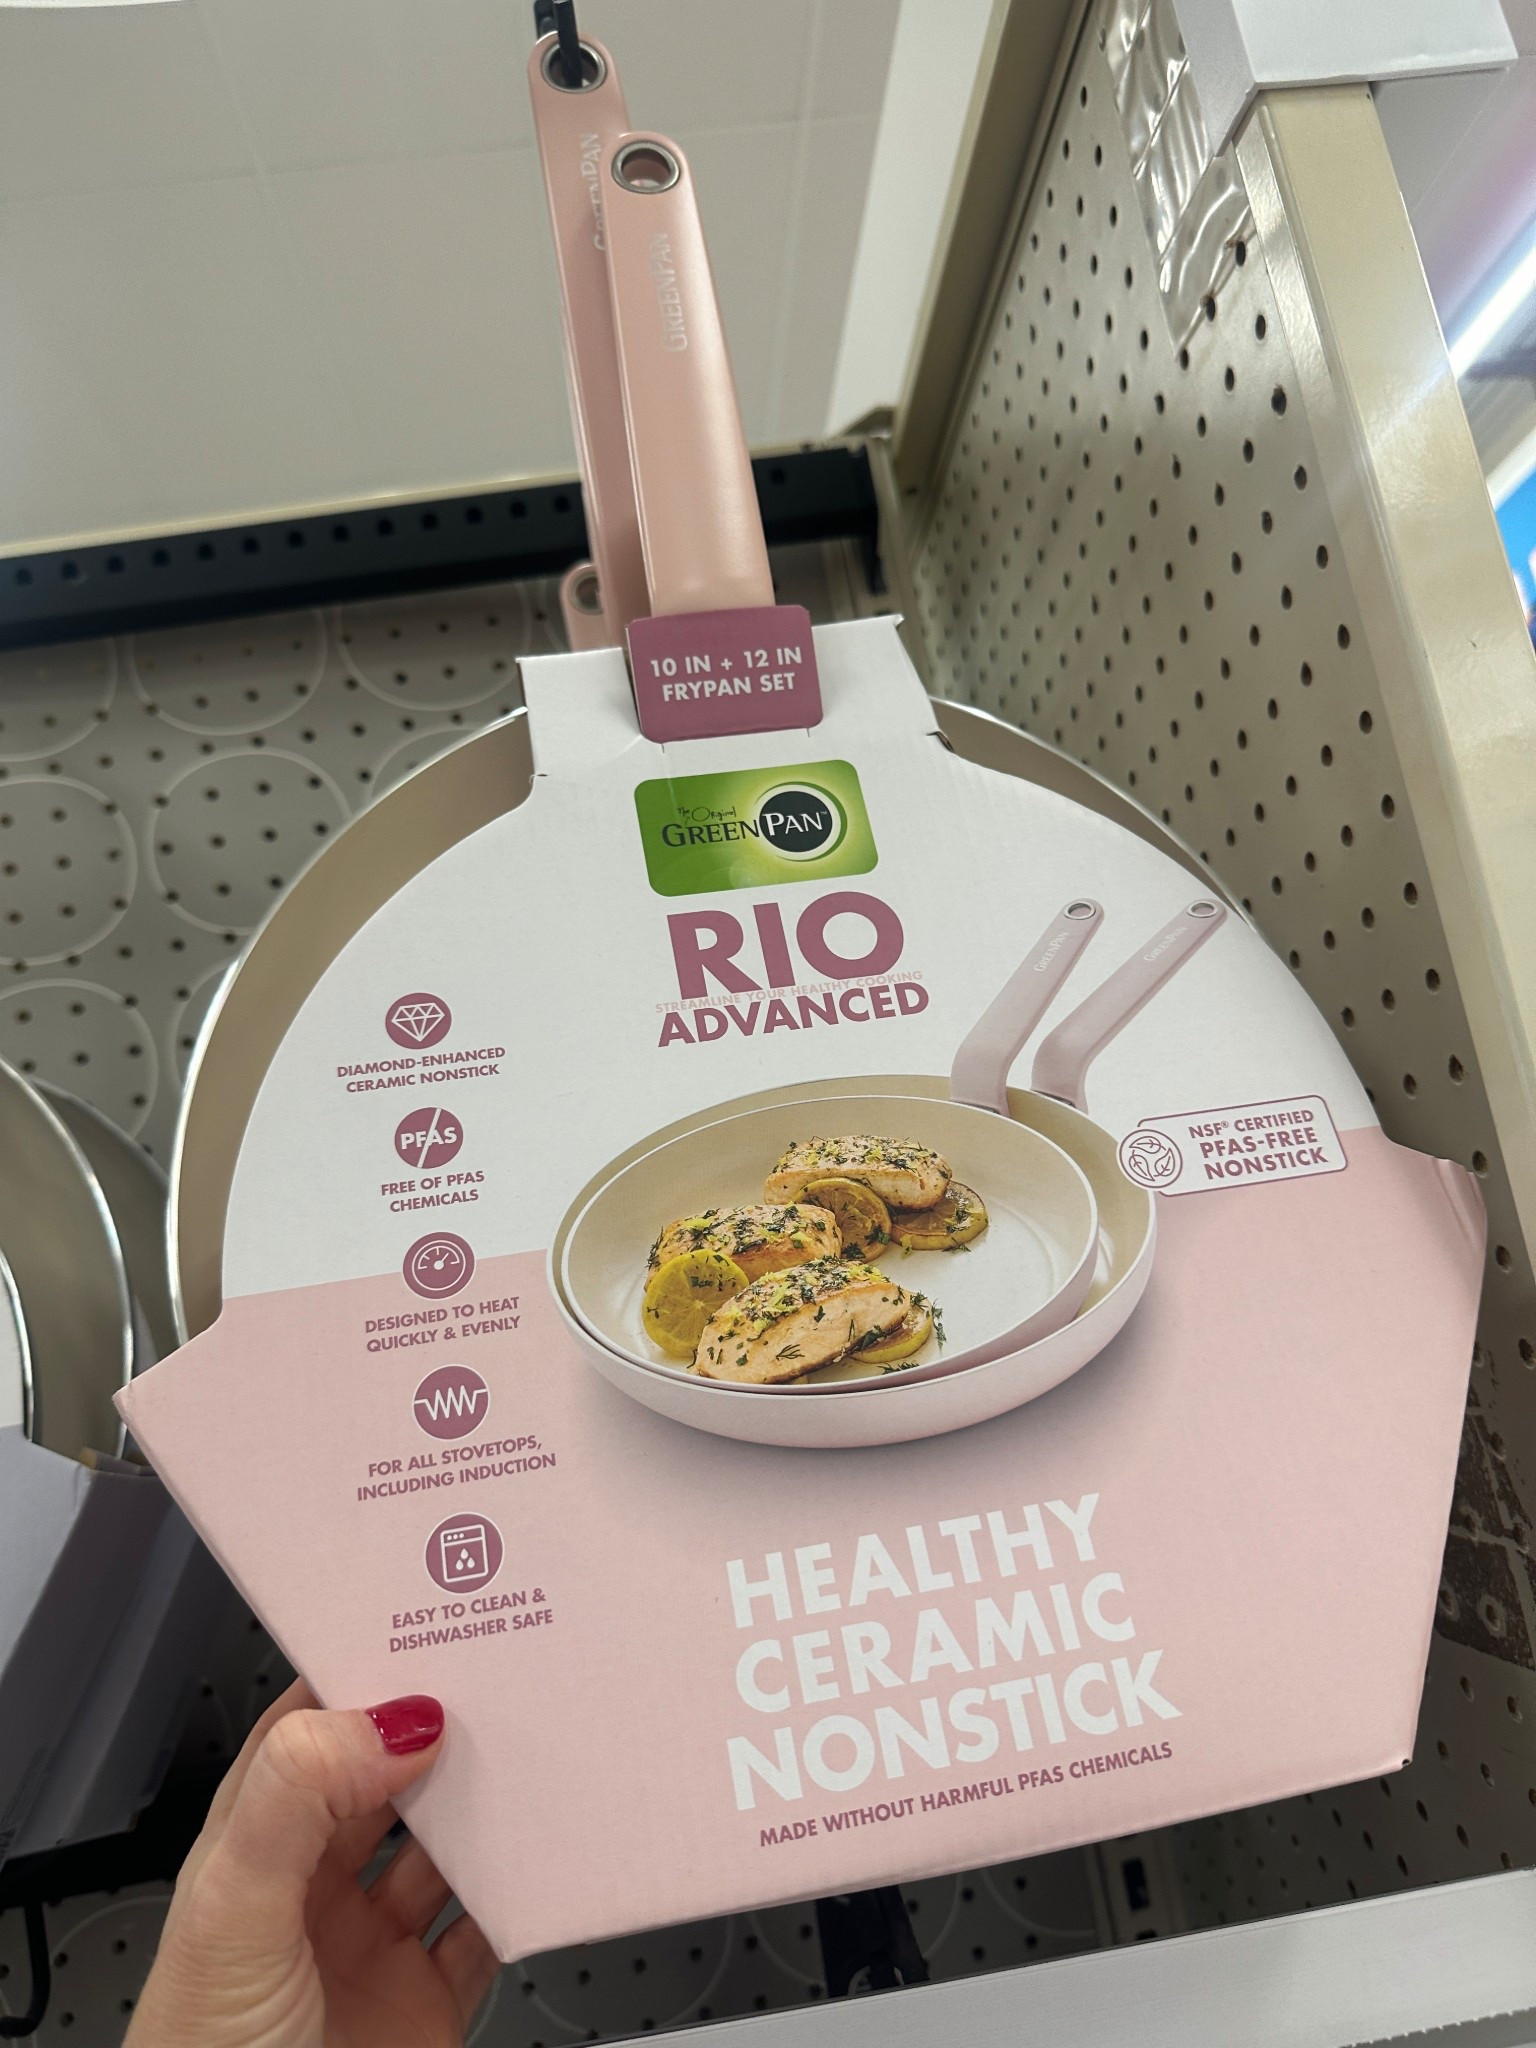 GREENPAN
GREENPAN
10 IN + 12 IN
FRYPAN SET
The Original
GREENPAN™
RIO
STREAMLINE YOUR HEALTHY COOKING
ADVANCED
GREENPAN
GREENPAN
DIAMOND-ENHANCED
CERAMIC NONSTICK
PFAS
FREE OF PFAS
CHEMICALS
NSF® CERTIFIED
PFAS-FREE
NONSTICK
DESIGNED TO HEAT
QUICKLY & EVENLY
FOR ALL STOVETOPS,
INCLUDING INDUCTION
EASY TO CLEAN &
DISHWASHER SAFE
HEALTHY
CERAMIC
NONSTICK
MADE WITHOUT HARMFUL PFAS CHEMICALS